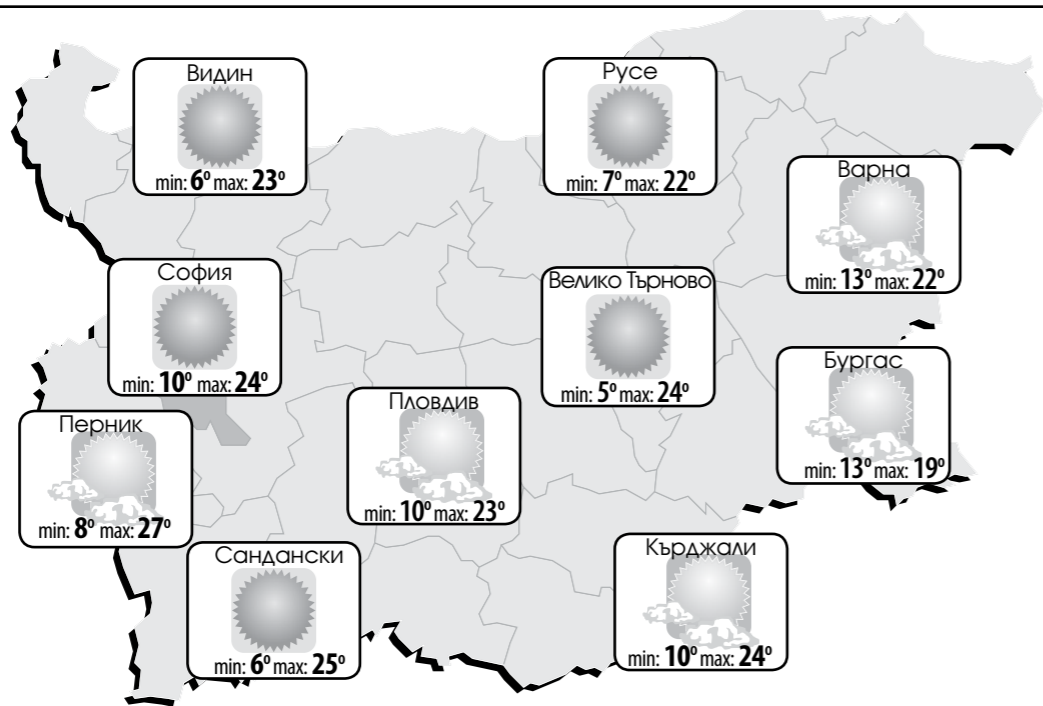 Видин
min: 6° max: 23°
Русе
min: 7° max: 22°
Варна
min: 13° max: 22°
София
min: 10° max: 24°
Велико Търново
min: 5° max: 24°
Бургас
min: 13° max: 19°
Пловдив
min: 10° max: 23°
Перник
min: 8° max: 27°
Сандански
min: 6° max: 25°
Кърджали
min: 10° max: 24°